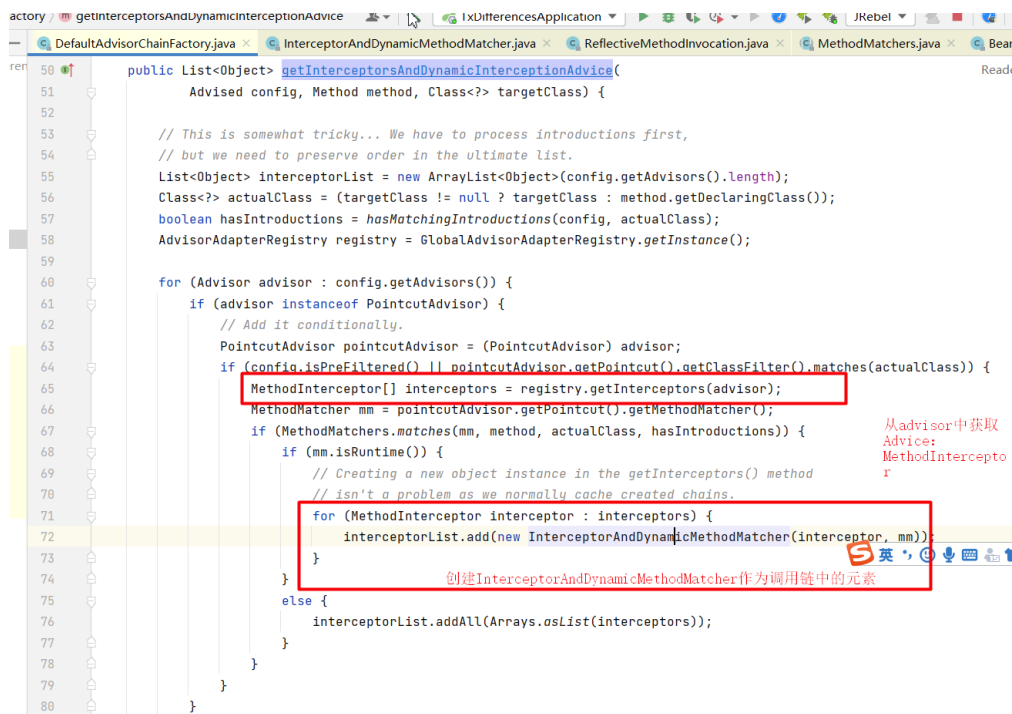 actory / m getInterceptorsAndDynamicInterceptionAdvice TxDifferencesApplication JRebel
DefaultAdvisorChainFactory.java × InterceptorAndDynamicMethodMatcher.java × ReflectiveMethodInvocation.java × MethodMatchers.java × Bear
50 public List<Object> getInterceptorsAndDynamicInterceptionAdvice( Reade
51 Advised config, Method method, Class<?> targetClass) {
52
53 // This is somewhat tricky... We have to process introductions first,
54 // but we need to preserve order in the ultimate list.
55 List<Object> interceptorList = new ArrayList<Object>(config.getAdvisors().length);
56 Class<?> actualClass = (targetClass != null ? targetClass : method.getDeclaringClass());
57 boolean hasIntroductions = hasMatchingIntroductions(config, actualClass);
58 AdvisorAdapterRegistry registry = GlobalAdvisorAdapterRegistry.getInstance();
59
60 for (Advisor advisor : config.getAdvisors()) {
61 if (advisor instanceof PointcutAdvisor) {
62 // Add it conditionally.
63 PointcutAdvisor pointcutAdvisor = (PointcutAdvisor) advisor;
64 if (config.isPreFiltered() || pointcutAdvisor.getPointcut().getClassFilter().matches(actualClass)) {
65 MethodInterceptor[] interceptors = registry.getInterceptors(advisor);
66 MethodMatcher mm = pointcutAdvisor.getPointcut().getMethodMatcher();
67 if (MethodMatchers.matches(mm, method, actualClass, hasIntroductions)) {
从advisor中获取
Advice:
MethodIntercepto
r
68 if (mm.isRuntime()) {
69 // Creating a new object instance in the getInterceptors() method
70 // isn't a problem as we normally cache created chains.
71 for (MethodInterceptor interceptor : interceptors) {
72 interceptorList.add(new InterceptorAndDynamicMethodMatcher(interceptor, mm));
73 }
英
74 }
创建InterceptorAndDynamicMethodMatcher作为调用链中的元素
75 else {
76 interceptorList.addAll(Arrays.asList(interceptors));
77 }
78 }
79 }
80 }